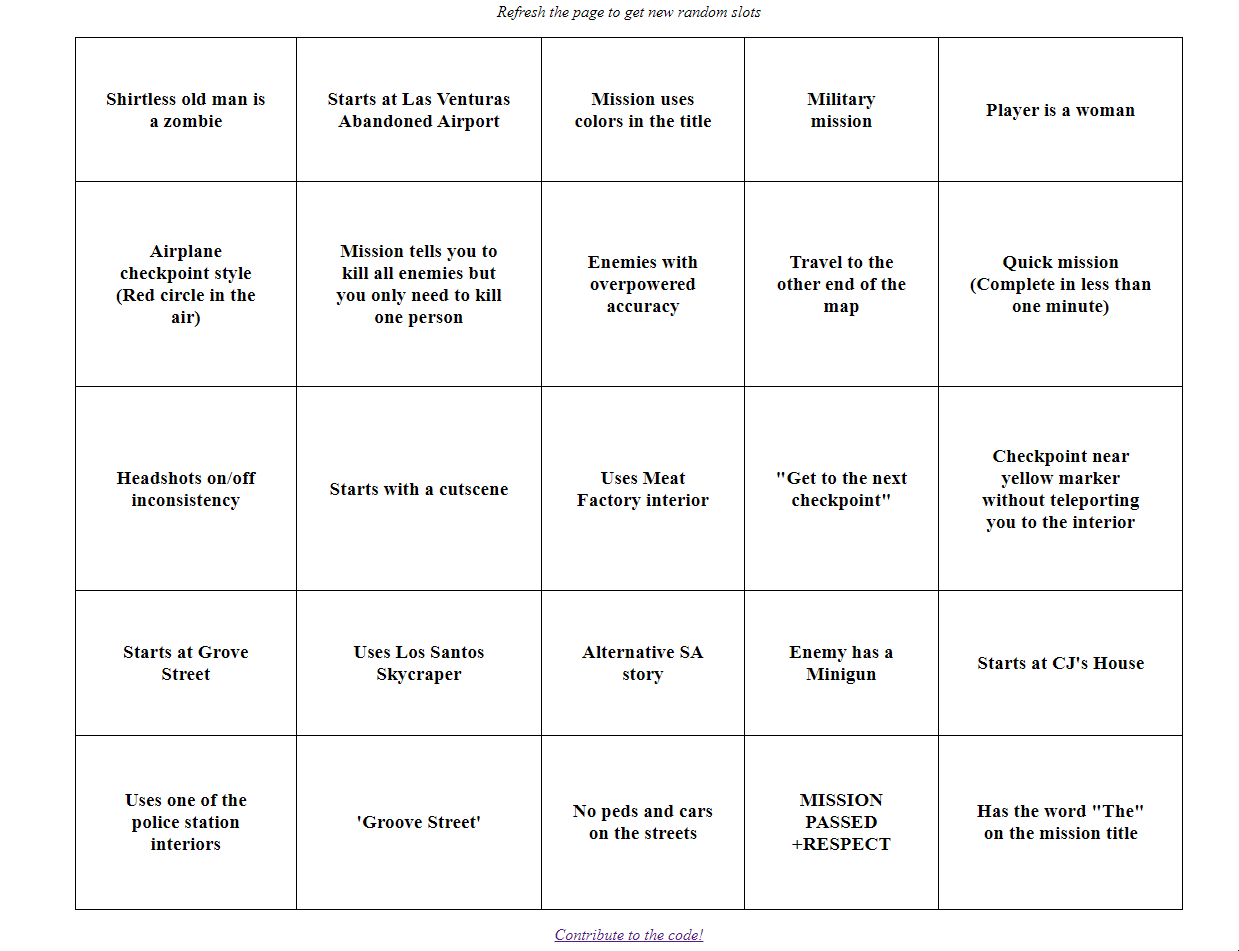 Refresh the page to get new random slots
Shirtless old man is
a zombie
Starts at Las Venturas
Abandoned Airport
Mission uses
colors in the title
Military
mission
Player is a woman
Airplane
checkpoint style
(Red circle in the
air)
Mission tells you to
kill all enemies but
you only need to kill
one person
Enemies with
overpowered
accuracy
Travel to the
other end of the
map
Quick mission
(Complete in less than
one minute)
Headshots on/off
inconsistency
Starts with a cutscene
Uses Meat
Factory interior
"Get to the next
checkpoint"
Checkpoint near
yellow marker
without teleporting
you to the interior
Starts at Grove
Street
Uses Los Santos
Skycraper
Alternative SA
story
Enemy has a
Minigun
Starts at CJ's House
Uses one of the
police station
interiors
'Groove Street'
No peds and cars
on the streets
MISSION
PASSED
+RESPECT
Has the word "The"
on the mission title
Contribute to the code!